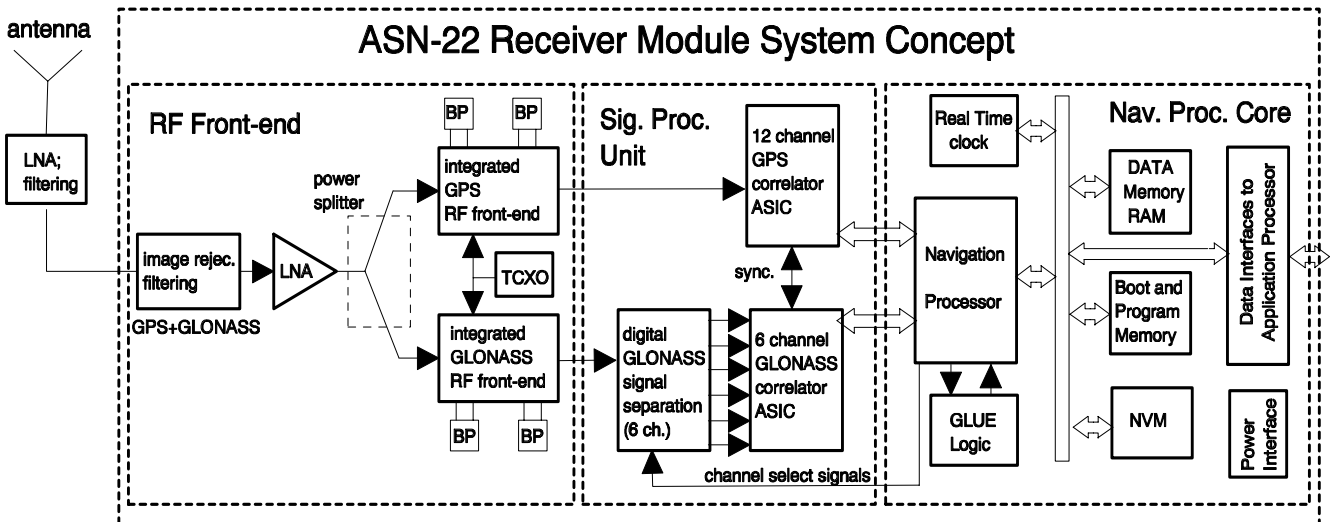 antenna
ASN-22 Receiver Module System Concept
LNA;
filtering
RF Front-end
BP
BP
power
splitter
integrated
GPS
RF front-end
image rejec.
filtering
GPS+GLONASS
LNA
TCXO
integrated
GLONASS
RF front-end
BP
BP
Sig. Proc.
Unit
12 channel
GPS
correlator
ASIC
sync.
digital
GLONASS
signal
separation
(6 ch.)
6 channel
GLONASS
correlator
ASIC
channel select signals
Nav. Proc. Core
Real Time
clock
Navigation
Processor
GLUE
Logic
DATA
Memory
RAM
Boot and
Program
Memory
NVM
Data Interfaces to
Application Processor
Power
Interface